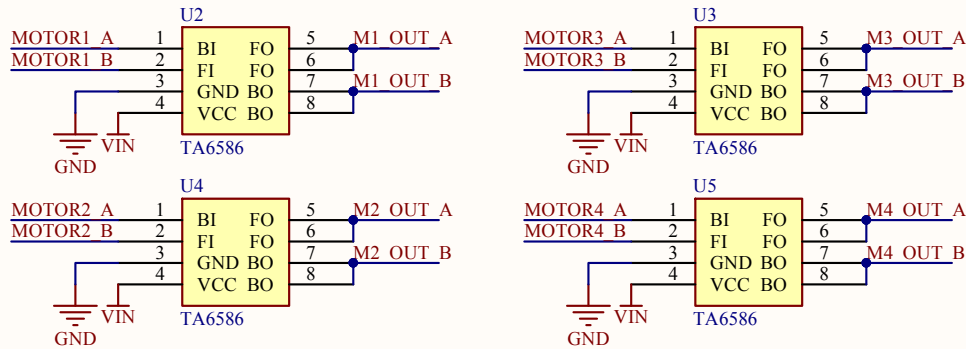 U2
MOTOR1_A 1 BI FO 5 M1_OUT_A
MOTOR1_B 2 FI FO 6
3 GND BO 7 M1_OUT_B
4 VCC BO 8
VIN
GND
TA6586
U3
MOTOR3_A 1 BI FO 5 M3_OUT_A
MOTOR3_B 2 FI FO 6
3 GND BO 7 M3_OUT_B
4 VCC BO 8
VIN
GND
TA6586
U4
MOTOR2_A 1 BI FO 5 M2_OUT_A
MOTOR2_B 2 FI FO 6
3 GND BO 7 M2_OUT_B
4 VCC BO 8
VIN
GND
TA6586
U5
MOTOR4_A 1 BI FO 5 M4_OUT_A
MOTOR4_B 2 FI FO 6
3 GND BO 7 M4_OUT_B
4 VCC BO 8
VIN
GND
TA6586